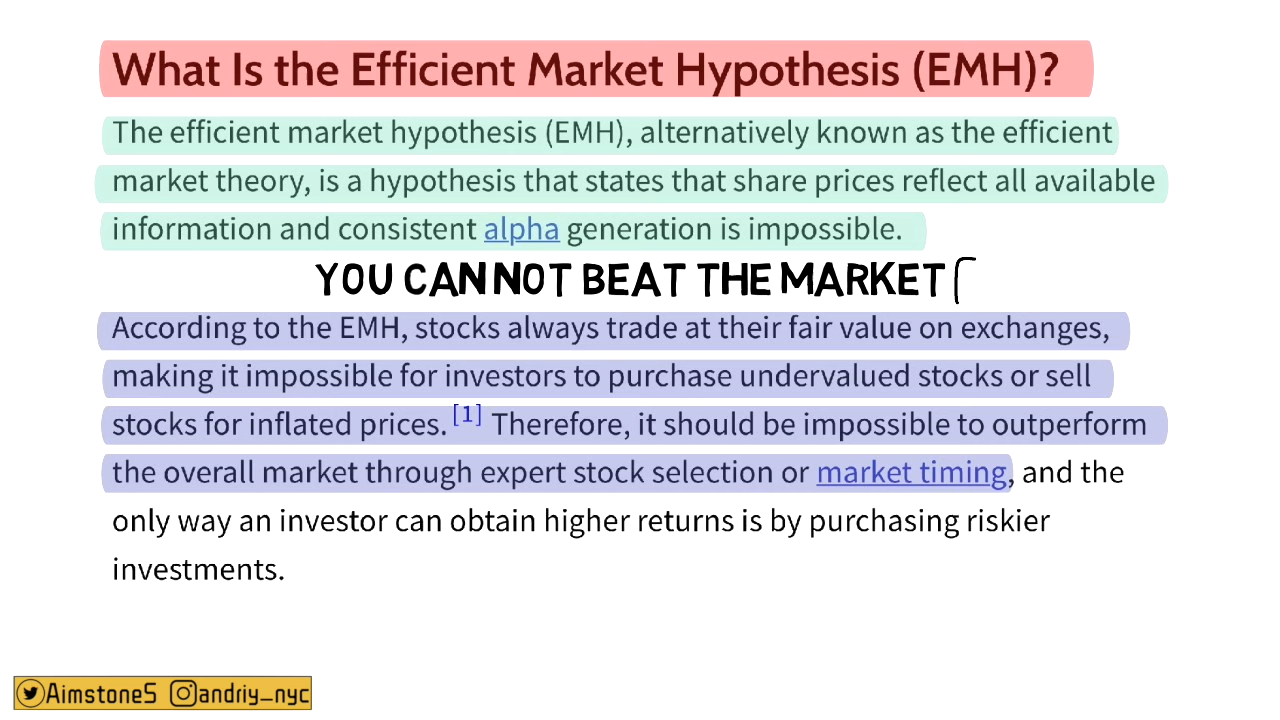 What Is the Efficient Market Hypothesis (EMH)?
The efficient market hypothesis (EMH), alternatively known as the efficient
market theory, is a hypothesis that states that share prices reflect all available
information and consistent alpha generation is impossible.
YOU CANNOT BEAT THE MARKET
According to the EMH, stocks always trade at their fair value on exchanges,
making it impossible for investors to purchase undervalued stocks or sell
stocks for inflated prices. [1] Therefore, it should be impossible to outperform
the overall market through expert stock selection or market timing, and the
only way an investor can obtain higher returns is by purchasing riskier
investments.
AimstoneS andriy_nyc